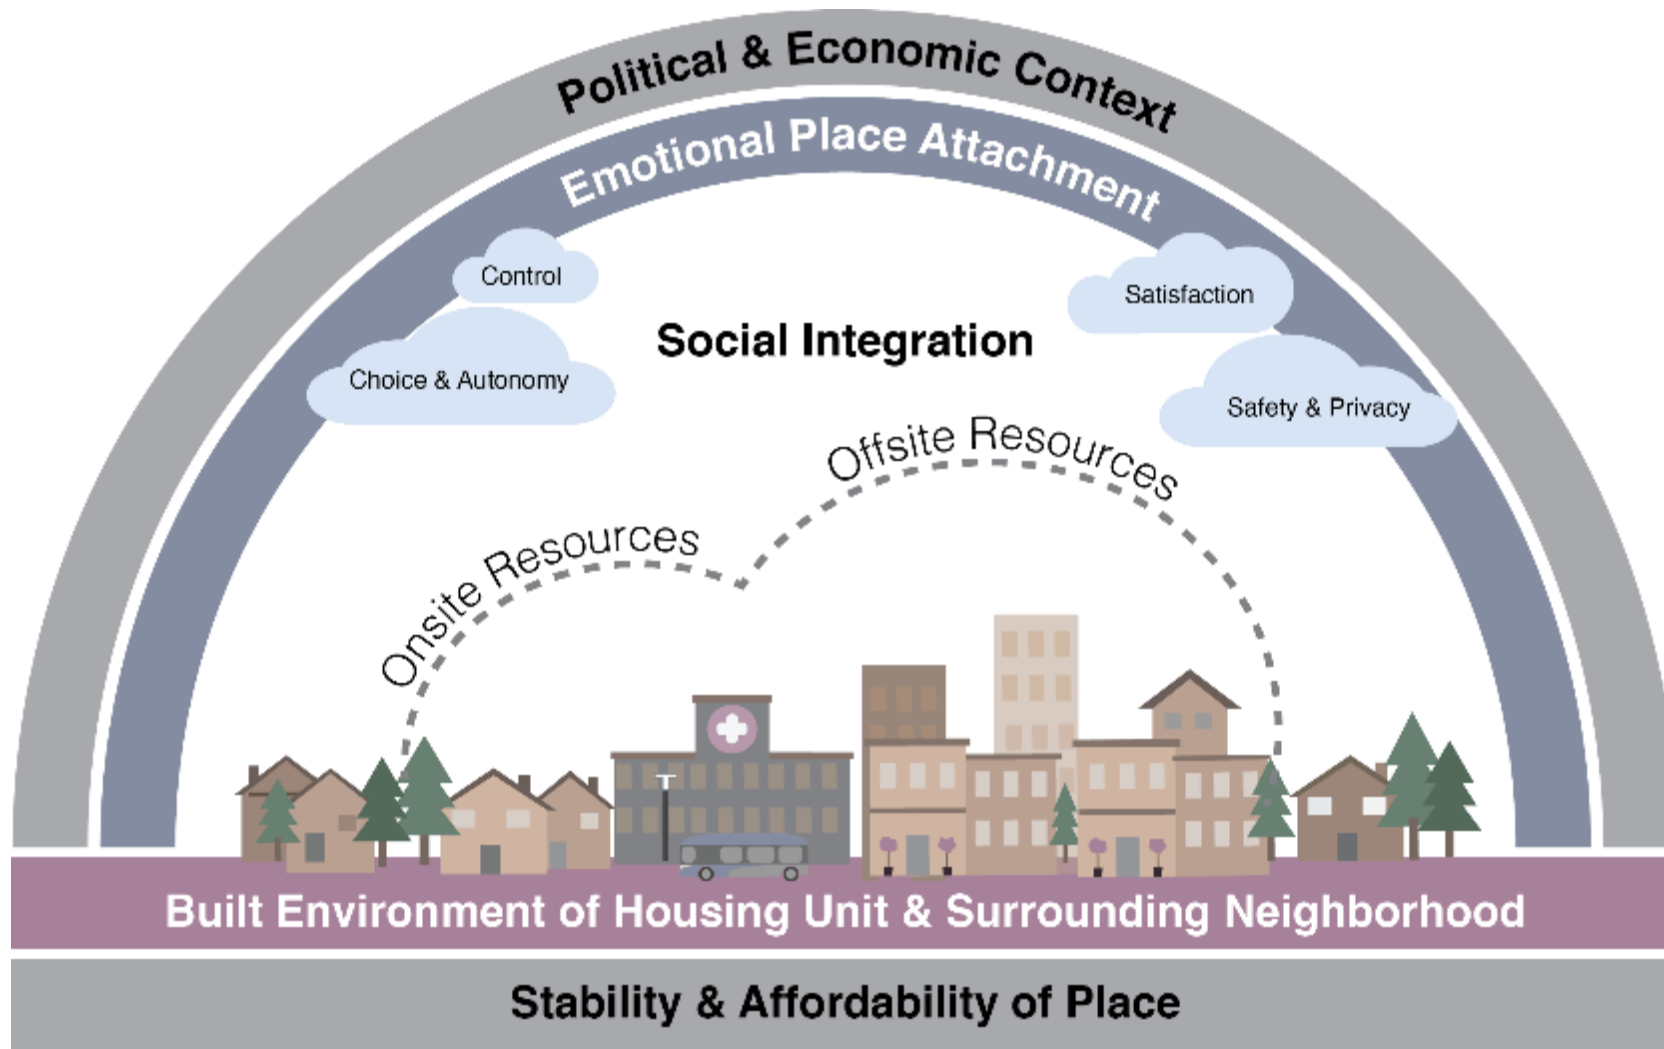 Political & Economic Context
Emotional Place Attachment
Control
Satisfaction
Social Integration
Choice & Autonomy
Safety & Privacy
Offsite Resources
Onsite Resources
Built Environment of Housing Unit & Surrounding Neighborhood
Stability & Affordability of Place